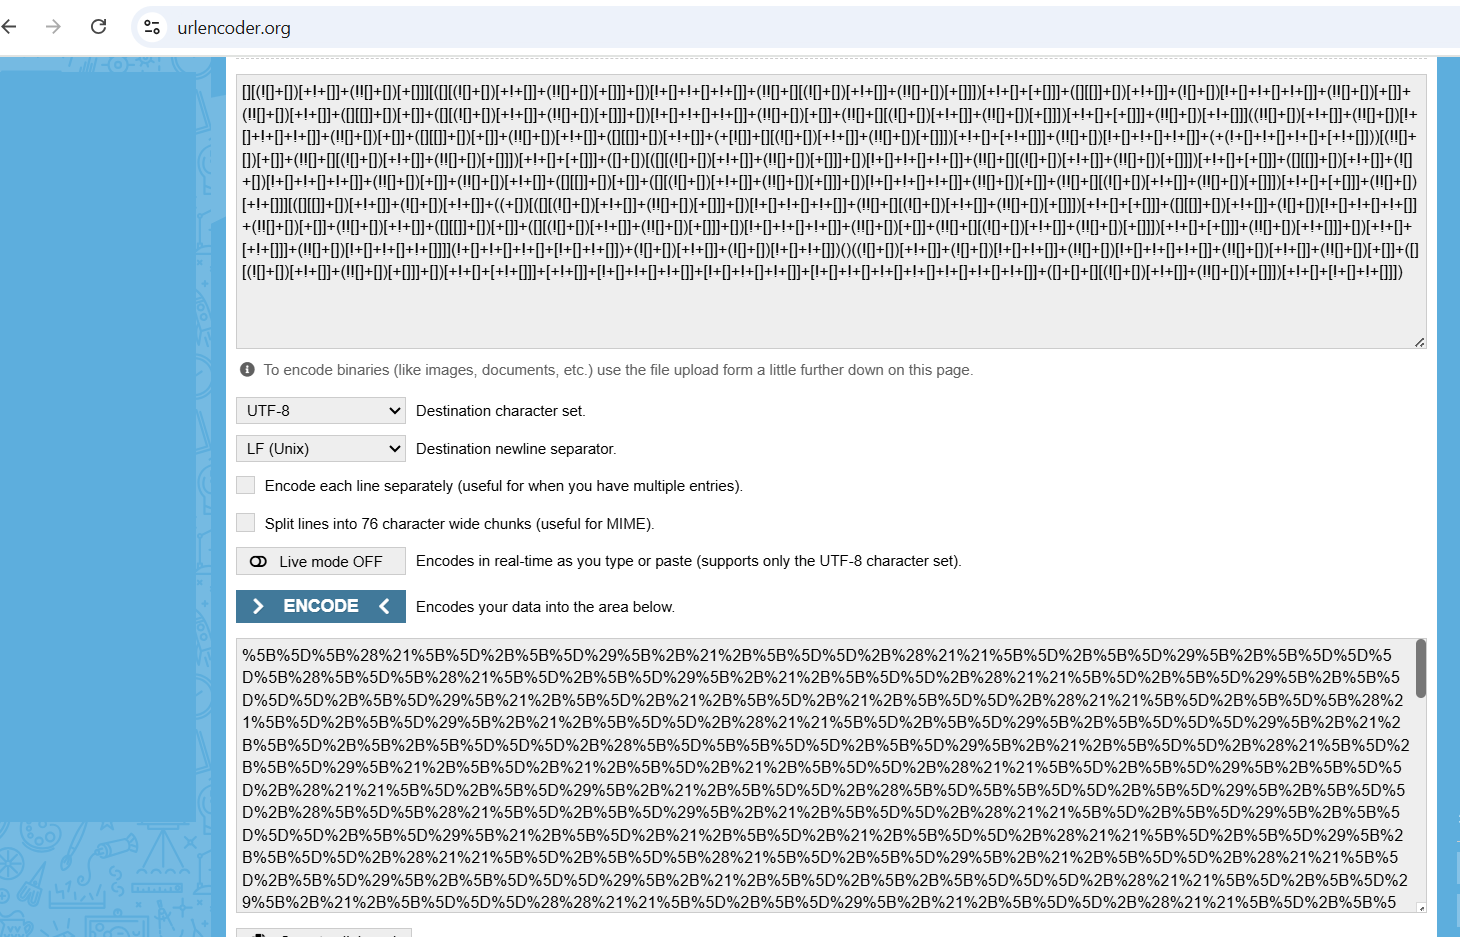 urlencoder.org
[][(![]+[])[+!+[]]+(!![]+[])[+[]]][([][(![]+[])[+!+[]]+(!![]+[])[+[]]]+[])[!+[]+!+[]+!+[]]+(!![]+[][(![]+[])[+!+[]]+(!![]+[])[+[]]])[+!+[]+[+[]]]+([][[]]+[])[+!+[]]+(![]+[])[!+[]+!+[]+!+[]]+(!![]+[])[+[]]+
(!![]+[])[+!+[]]+([][[]]+[])[+[]]+([][(![]+[])[+!+[]]+(!![]+[])[+[]]]+[])[!+[]+!+[]+!+[]]+(!![]+[])[+[]]+(!![]+[][(![]+[])[+!+[]]+(!![]+[])[+[]]])[+!+[]+[+[]]]+(!![]+[])[+!+[]]]((!![]+[])[+!+[]]+(!![]+[])[!+
[]+!+[]+!+[]]+(!![]+[])[+[]]+([][[]]+[])[+[]]+(!![]+[])[+!+[]]+([][[]]+[])[+!+[]]+(+[![]]+[][(![]+[])[+!+[]]+(!![]+[])[+[]]])[+!+[]+[+!+[]]]+(!![]+[])[!+[]+!+[]+!+[]]+(+(!+[]+!+[]+!+[]+[+!+[]]))[(!![]+
[])[+[]]+(!![]+[][(![]+[])[+!+[]]+(!![]+[])[+[]]])[+!+[]+[+[]]]+([]+[])[([][(![]+[])[+!+[]]+(!![]+[])[+[]]]+[])[!+[]+!+[]+!+[]]+(!![]+[][(![]+[])[+!+[]]+(!![]+[])[+[]]])[+!+[]+[+[]]]+([][[]]+[])[+!+[]]+(![]
+[])[!+[]+!+[]+!+[]]+(!![]+[])[+[]]+(!![]+[])[+!+[]]+([][[]]+[])[+[]]+([][(![]+[])[+!+[]]+(!![]+[])[+[]]]+[])[!+[]+!+[]+!+[]]+(!![]+[])[+[]]+(!![]+[][(![]+[])[+!+[]]+(!![]+[])[+[]]])[+!+[]+[+[]]]+(!![]+[])
[+!+[]]][([][[]]+[])[+!+[]]+(![]+[])[+!+[]]+((+[])[([][(![]+[])[+!+[]]+(!![]+[])[+[]]]+[])[!+[]+!+[]+!+[]]+(!![]+[][(![]+[])[+!+[]]+(!![]+[])[+[]]])[+!+[]+[+[]]]+([][[]]+[])[+!+[]]+(![]+[])[!+[]+!+[]+!+[]]
+(!![]+[])[+[]]+(!![]+[])[+!+[]]+([][[]]+[])[+[]]+([][(![]+[])[+!+[]]+(!![]+[])[+[]]]+[])[!+[]+!+[]+!+[]]+(!![]+[])[+[]]+(!![]+[][(![]+[])[+!+[]]+(!![]+[])[+[]]])[+!+[]+[+[]]]+(!![]+[])[+!+[]]]+[])[+!+[]+
[+!+[]]]+(!![]+[])[!+[]+!+[]+!+[]]]](!+[]+!+[]+!+[]+[!+[]+!+[]])+(![]+[])[+!+[]]+(![]+[])[!+[]+!+[]])()((![]+[])[+!+[]]+(![]+[])[!+[]+!+[]]+(!![]+[])[!+[]+!+[]+!+[]]+(!![]+[])[+!+[]]+(!![]+[])[+[]]+([]
[(![]+[])[+!+[]]+(!![]+[])[+[]]]+[])[+!+[]+[+!+[]]]+[+!+[]]+[!+[]+!+[]+!+[]]+[!+[]+!+[]+!+[]]+[!+[]+!+[]+!+[]+!+[]+!+[]+!+[]+!+[]]+([]+[]+[][(![]+[])[+!+[]]+(!![]+[])[+[]]])[+!+[]+[!+[]+!+[]]])
To encode binaries (like images, documents, etc.) use the file upload form a little further down on this page.
UTF-8 Destination character set.
LF (Unix) Destination newline separator.
Encode each line separately (useful for when you have multiple entries).
Split lines into 76 character wide chunks (useful for MIME).
Live mode OFF Encodes in real-time as you type or paste (supports only the UTF-8 character set).
ENCODE Encodes your data into the area below.
%5B%5D%5B%28%21%5B%5D%2B%5B%5D%29%5B%2B%21%2B%5B%5D%5D%2B%28%21%21%5B%5D%2B%5B%5D%29%5B%2B%5B%5D%5D%5
D%5B%28%5B%5D%5B%28%21%5B%5D%2B%5B%5D%29%5B%2B%21%2B%5B%5D%5D%2B%28%21%21%5B%5D%2B%5B%5D%29%5B%2B%5B%5
D%5D%5D%2B%5B%5D%29%5B%21%2B%5B%5D%2B%21%2B%5B%5D%2B%21%2B%5B%5D%5D%2B%28%21%21%5B%5D%2B%5B%5D%5B%28%2
1%5B%5D%2B%5B%5D%29%5B%2B%21%2B%5B%5D%5D%2B%28%21%21%5B%5D%2B%5B%5D%29%5B%2B%5B%5D%5D%5D%29%5B%2B%21%2
B%5B%5D%2B%5B%2B%5B%5D%5D%5D%2B%28%5B%5D%5B%5B%5D%5D%2B%5B%5D%29%5B%2B%21%2B%5B%5D%5D%2B%28%21%5B%5D%2
B%5B%5D%29%5B%21%2B%5B%5D%2B%21%2B%5B%5D%2B%21%2B%5B%5D%5D%2B%28%21%21%5B%5D%2B%5B%5D%29%5B%2B%5B%5D%5
D%2B%28%21%21%5B%5D%2B%5B%5D%29%5B%2B%21%2B%5B%5D%5D%2B%28%5B%5D%5B%5B%5D%5D%2B%5B%5D%29%5B%2B%5B%5D%5
D%2B%28%5B%5D%5B%28%21%5B%5D%2B%5B%5D%29%5B%2B%21%2B%5B%5D%5D%2B%28%21%21%5B%5D%2B%5B%5D%29%5B%2B%5B%5
D%5D%5D%2B%5B%5D%29%5B%21%2B%5B%5D%2B%21%2B%5B%5D%2B%21%2B%5B%5D%5D%2B%28%21%21%5B%5D%2B%5B%5D%29%5B%2
B%5B%5D%5D%2B%28%21%21%5B%5D%2B%5B%5D%5B%28%21%5B%5D%2B%5B%5D%29%5B%2B%21%2B%5B%5D%5D%2B%28%21%21%5B%5
D%2B%5B%5D%29%5B%2B%5B%5D%5D%5D%29%5B%2B%21%2B%5B%5D%2B%5B%2B%5B%5D%5D%5D%2B%28%21%21%5B%5D%2B%5B%5D%2
9%5B%2B%21%2B%5B%5D%5D%5D%28%28%21%21%5B%5D%2B%5B%5D%29%5B%2B%21%2B%5B%5D%5D%2B%28%21%21%5B%5D%2B%5B%5